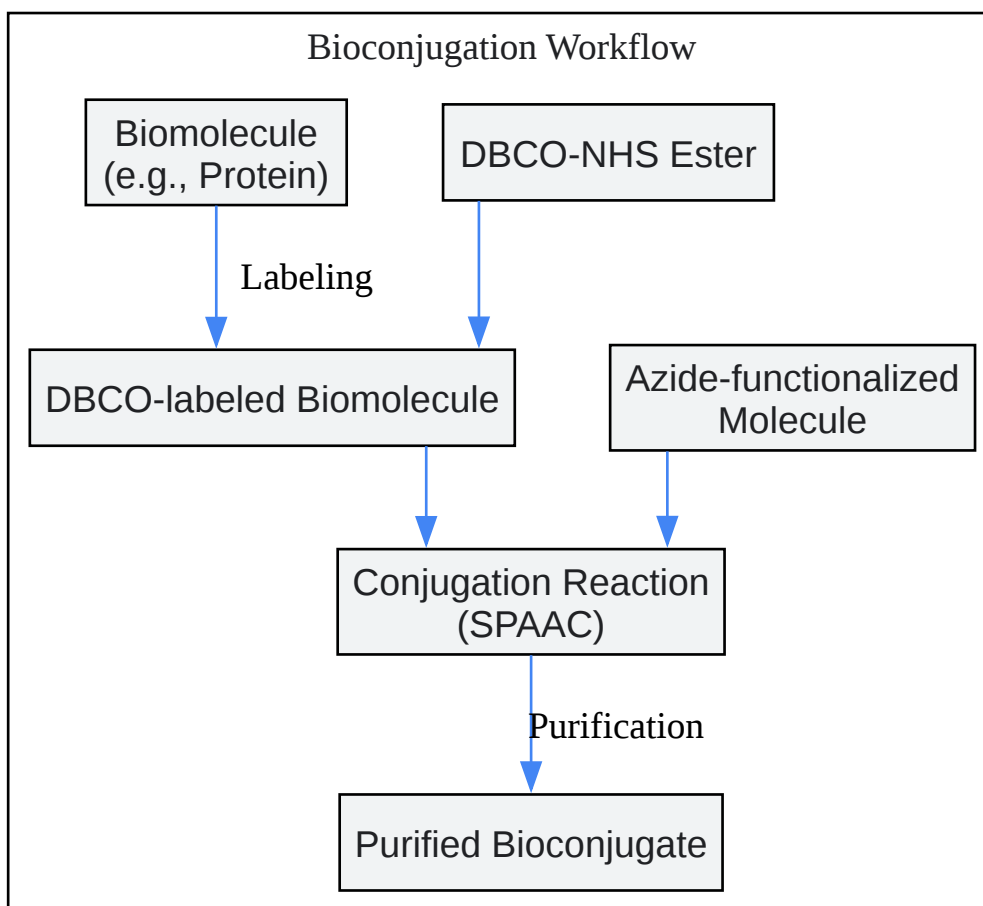 Bioconjugation Workflow
Biomolecule
(e.g., Protein)
DBCO-NHS Ester
Labeling
DBCO-labeled Biomolecule
Azide-functionalized
Molecule
Conjugation Reaction
(SPAAC)
Purification
Purified Bioconjugate